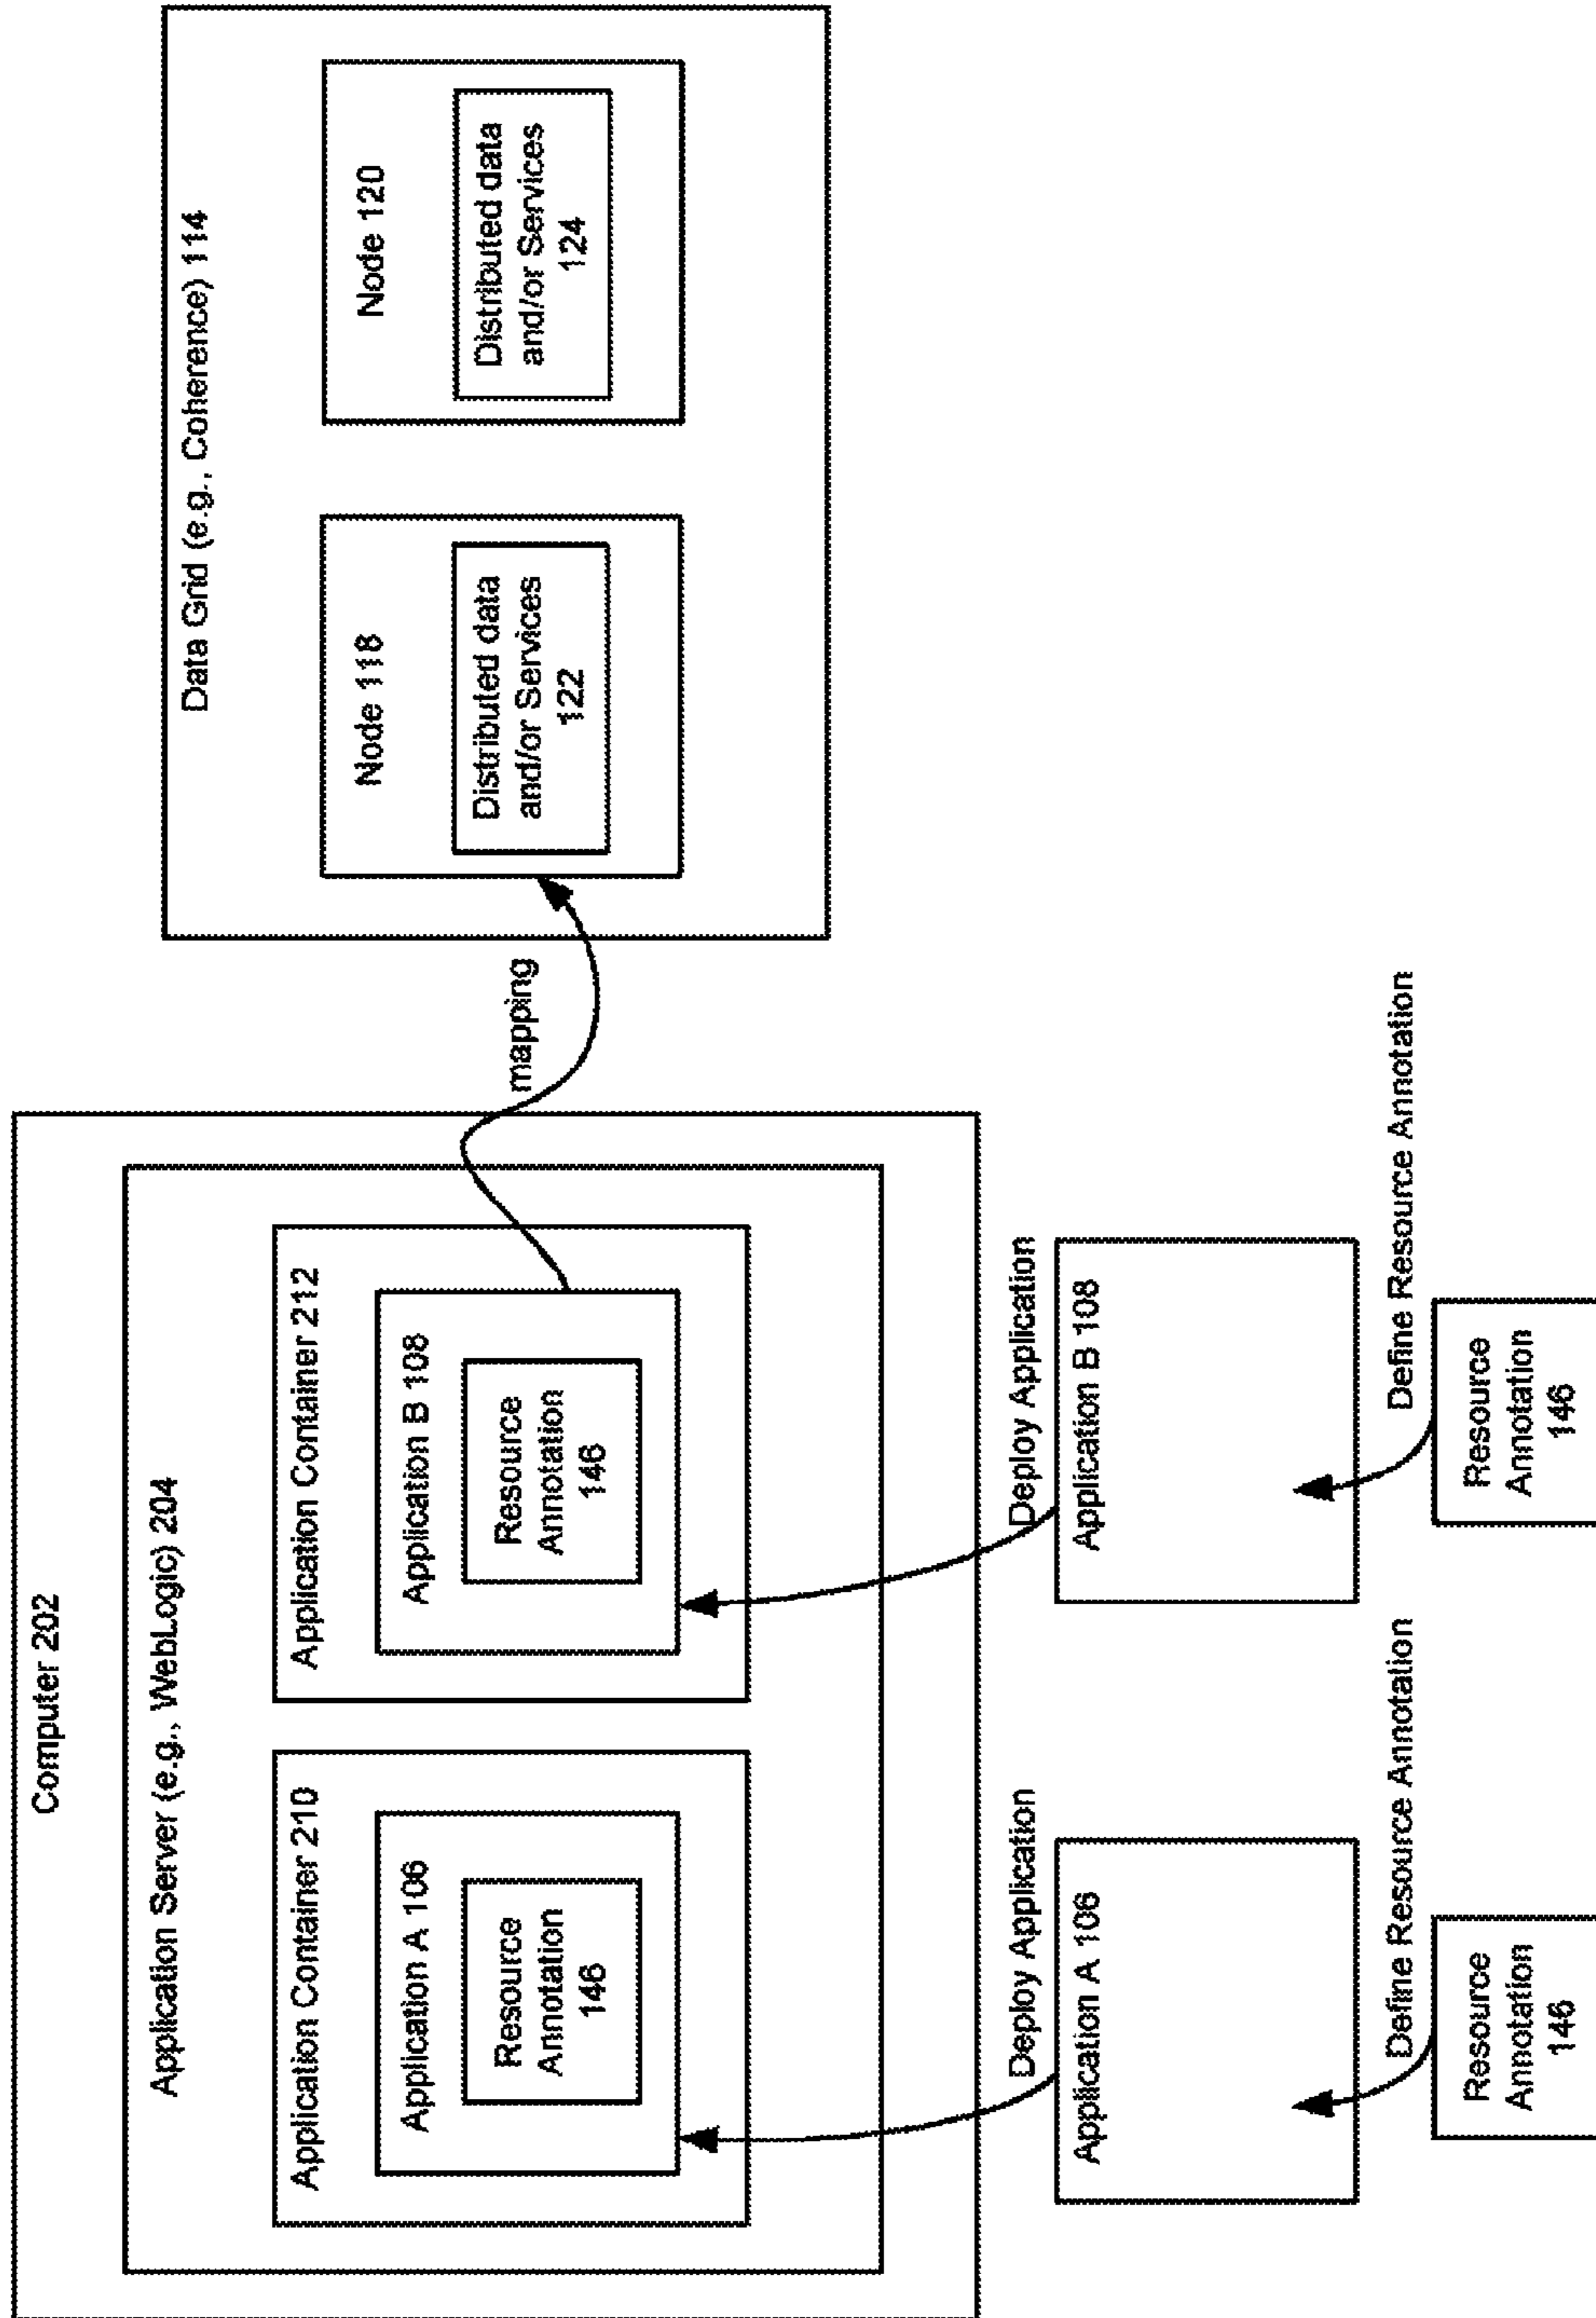 Computer 202
Application Server (e.g., WebLogic) 204
Application Container 210
Application A 106
Resource
Annotation
146
Application Container 212
Application B 108
Resource
Annotation
146
mapping
Data Grid (e.g., Coherence) 114
Node 118
Distributed data
and/or Services
122
Node 120
Distributed data
and/or Services
124
Deploy Application
Application A 106
Define Resource Annotation
Resource
Annotation
146
Deploy Application
Application B 108
Define Resource Annotation
Resource
Annotation
146